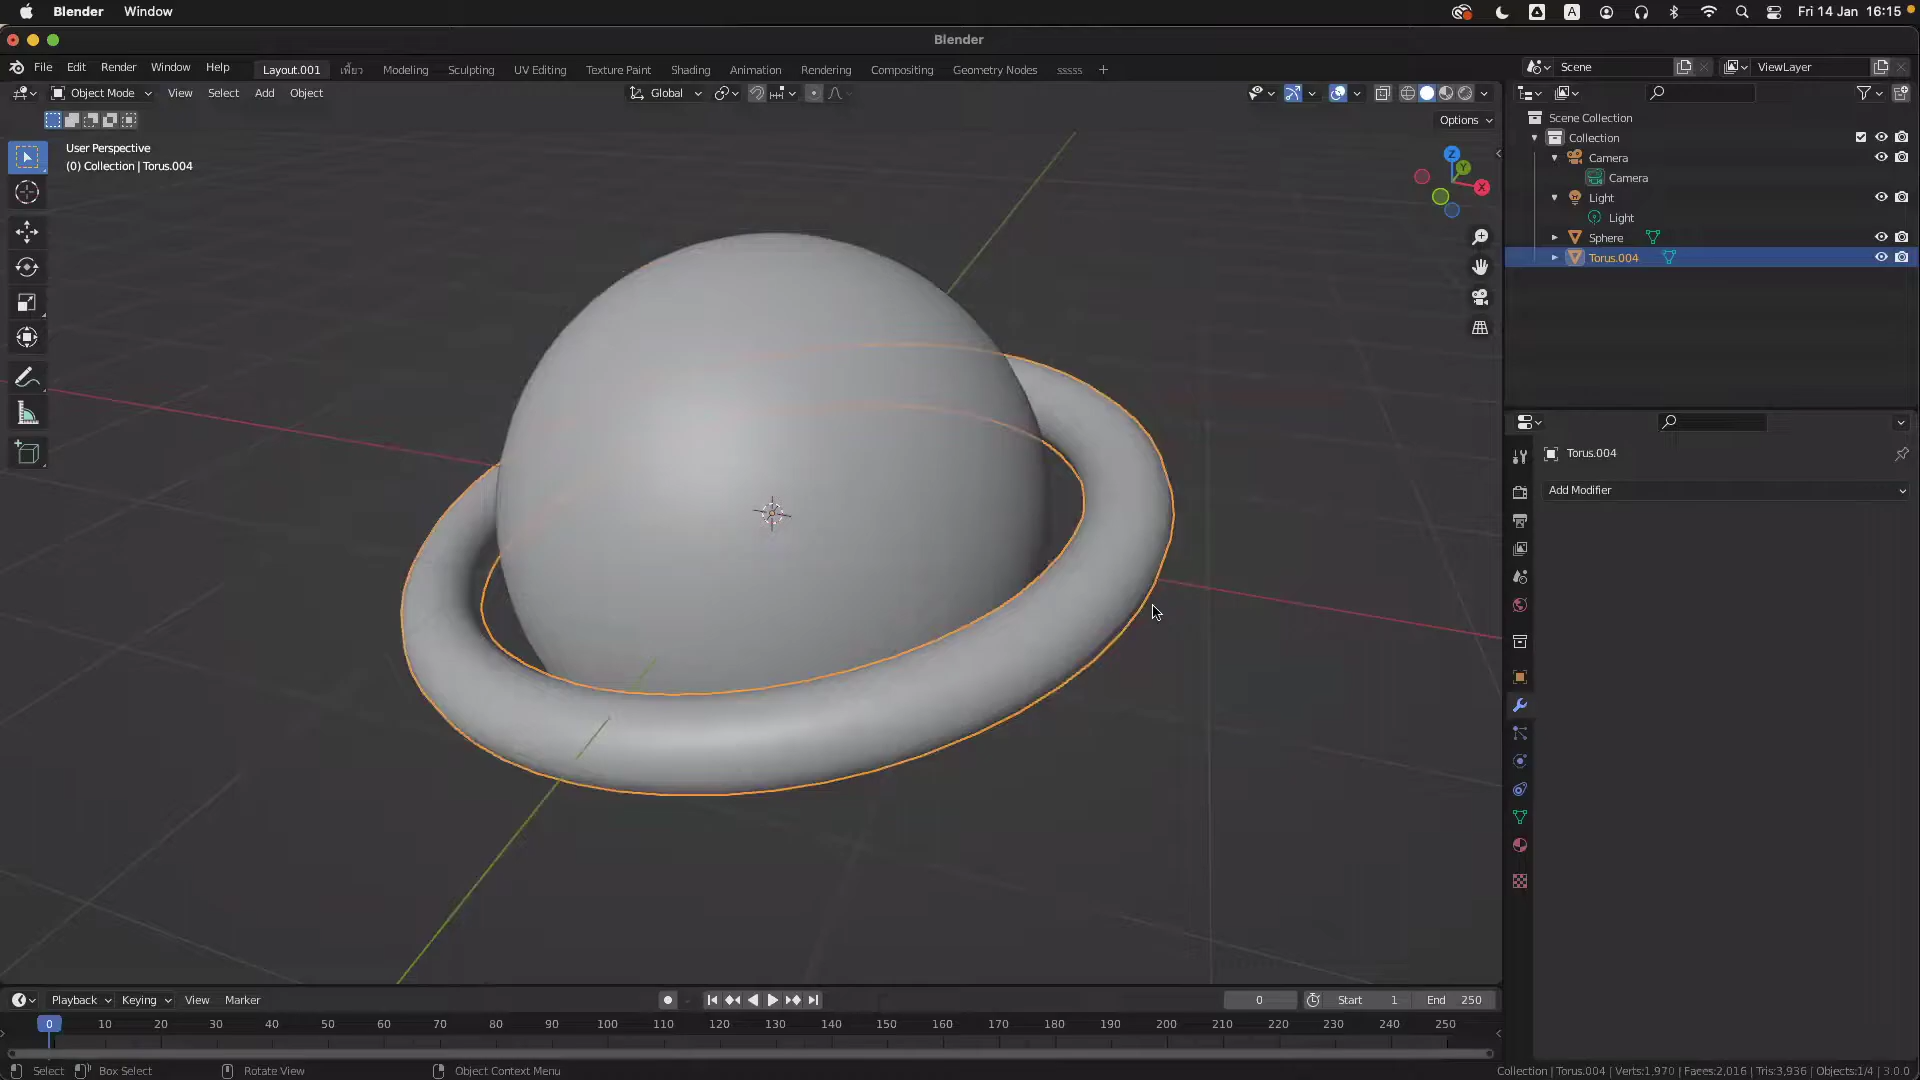 Blender Window
A
Fri 14 Jan 16:15
Blender
File Edit Render Window Help
Layout.001 เพี้ยว Modeling Sculpting UV Editing Texture Paint Shading Animation Rendering Compositing Geometry Nodes sssss +
Scene
ViewLayer
Object Mode View Select Add Object
Global
Options
User Perspective
(0) Collection | Torus.004
Z
Y
X
Scene Collection
Collection
Camera
Camera
Light
Light
Sphere
Torus.004
Torus.004
Add Modifier
Playback Keying View Marker
0
Start 1
End 250
0 10 20 30 40 50 60 70 80 90 100 110 120 130 140 150 160 170 180 190 200 210 220 230 240 250
Select Box Select Rotate View Object Context Menu
Collection | Torus.004 | Verts:1,970 | Faces:2,016 | Tris:3,936 | Objects:1/4 | 3.0.0